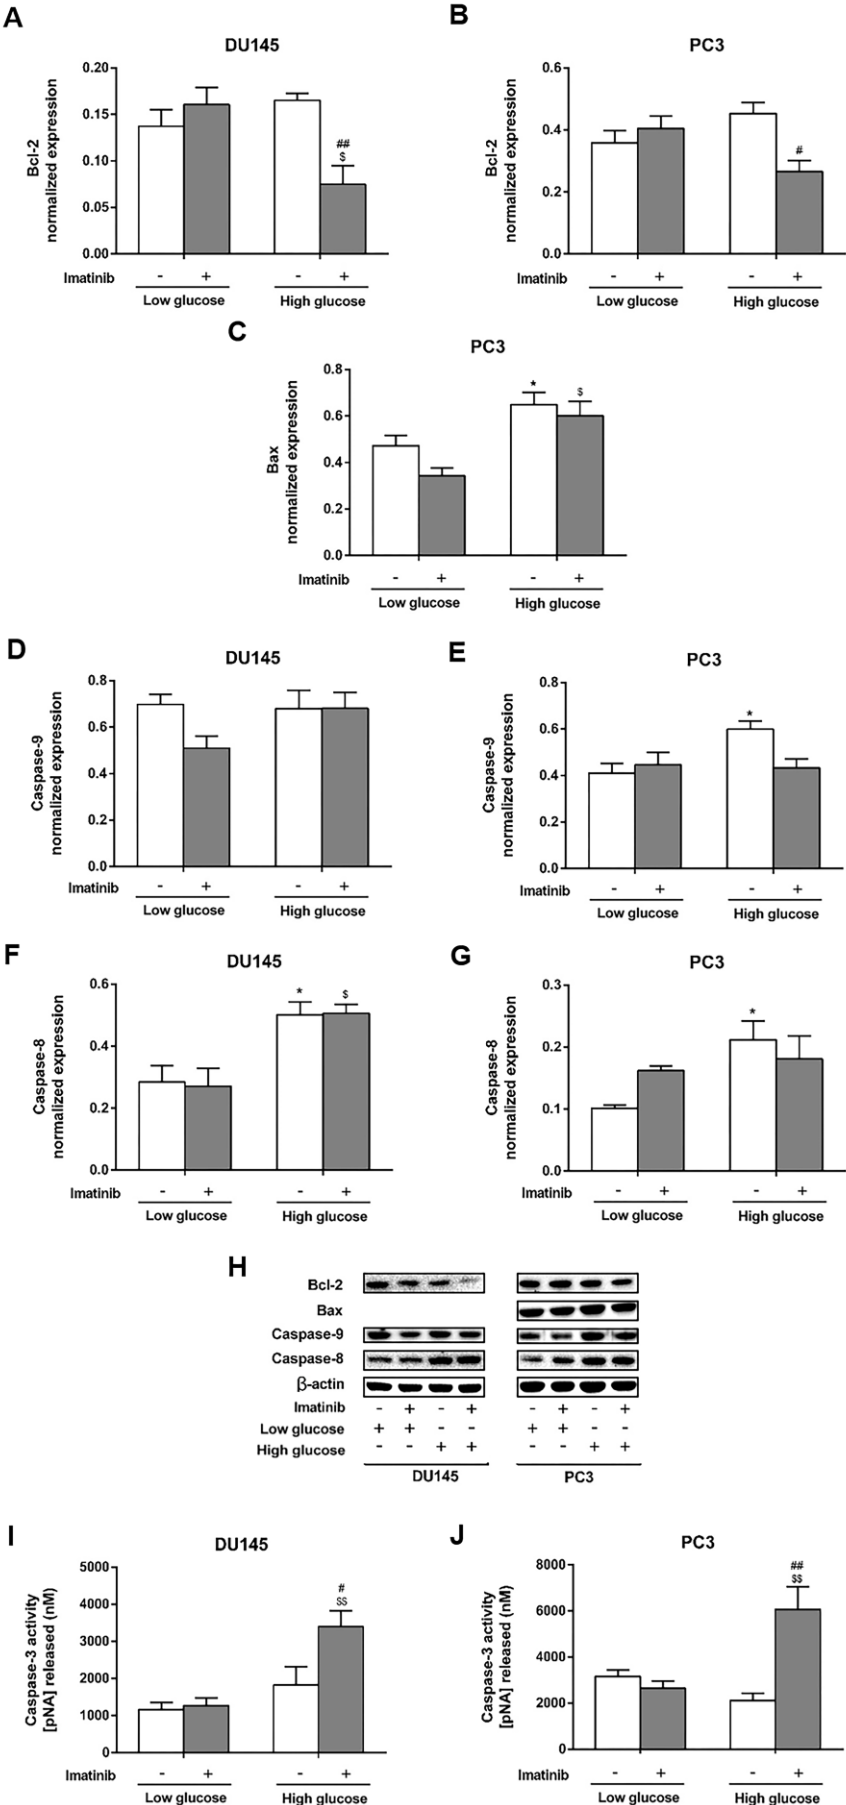 A
DU145
Bcl-2
normalized expression
0.20
0.15
0.10
0.05
0.00
##
$
Imatinib - + - +
Low glucose High glucose
B
PC3
Bcl-2
normalized expression
0.6
0.4
0.2
0.0
#
Imatinib - + - +
Low glucose High glucose
C
PC3
Bax
normalized expression
0.8
0.6
0.4
0.2
0.0
* $
Imatinib - + - +
Low glucose High glucose
D
DU145
Caspase-9
normalized expression
0.8
0.6
0.4
0.2
0.0
Imatinib - + - +
Low glucose High glucose
E
PC3
Caspase-9
normalized expression
0.8
0.6
0.4
0.2
0.0
*
Imatinib - + - +
Low glucose High glucose
F
DU145
Caspase-8
normalized expression
0.6
0.4
0.2
0.0
* $
Imatinib - + - +
Low glucose High glucose
G
PC3
Caspase-8
normalized expression
0.3
0.2
0.1
0.0
*
Imatinib - + - +
Low glucose High glucose
H
Bcl-2
Bax
Caspase-9
Caspase-8
β-actin
Imatinib - + - + - + - +
Low glucose + + - - + + - -
High glucose - - + + - - + +
DU145 PC3
I
DU145
Caspase-3 activity
[pNA] released (nM)
5000
4000
3000
2000
1000
0
#
$$
Imatinib - + - +
Low glucose High glucose
J
PC3
Caspase-3 activity
[pNA] released (nM)
8000
6000
4000
2000
0
##
$$
Imatinib - + - +
Low glucose High glucose